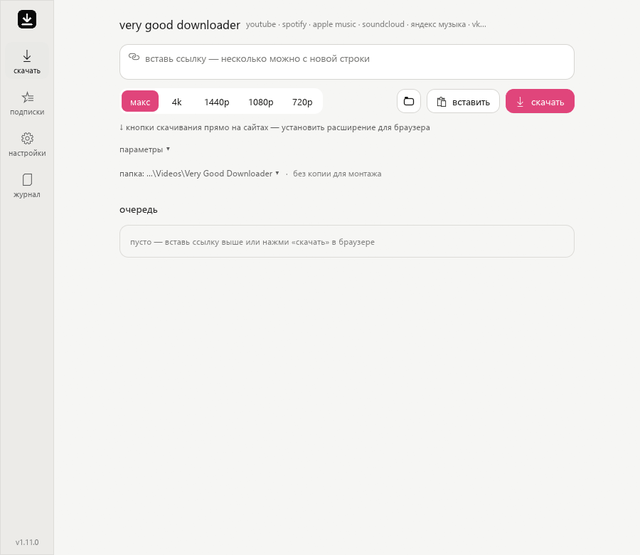 very good downloader youtube · spotify · apple music · soundcloud · яндекс музыка · vk...
вставь ссылку — несколько можно с новой строки
макс 4k 1440p 1080p 720p вставить скачать
↓ кнопки скачивания прямо на сайтах — установить расширение для браузера
параметры ▾
папка: ...\Videos\Very Good Downloader ▾ · без копии для монтажа
очередь
пусто — вставь ссылку выше или нажми «скачать» в браузере
скачать
подписки
настройки
журнал
v1.11.0